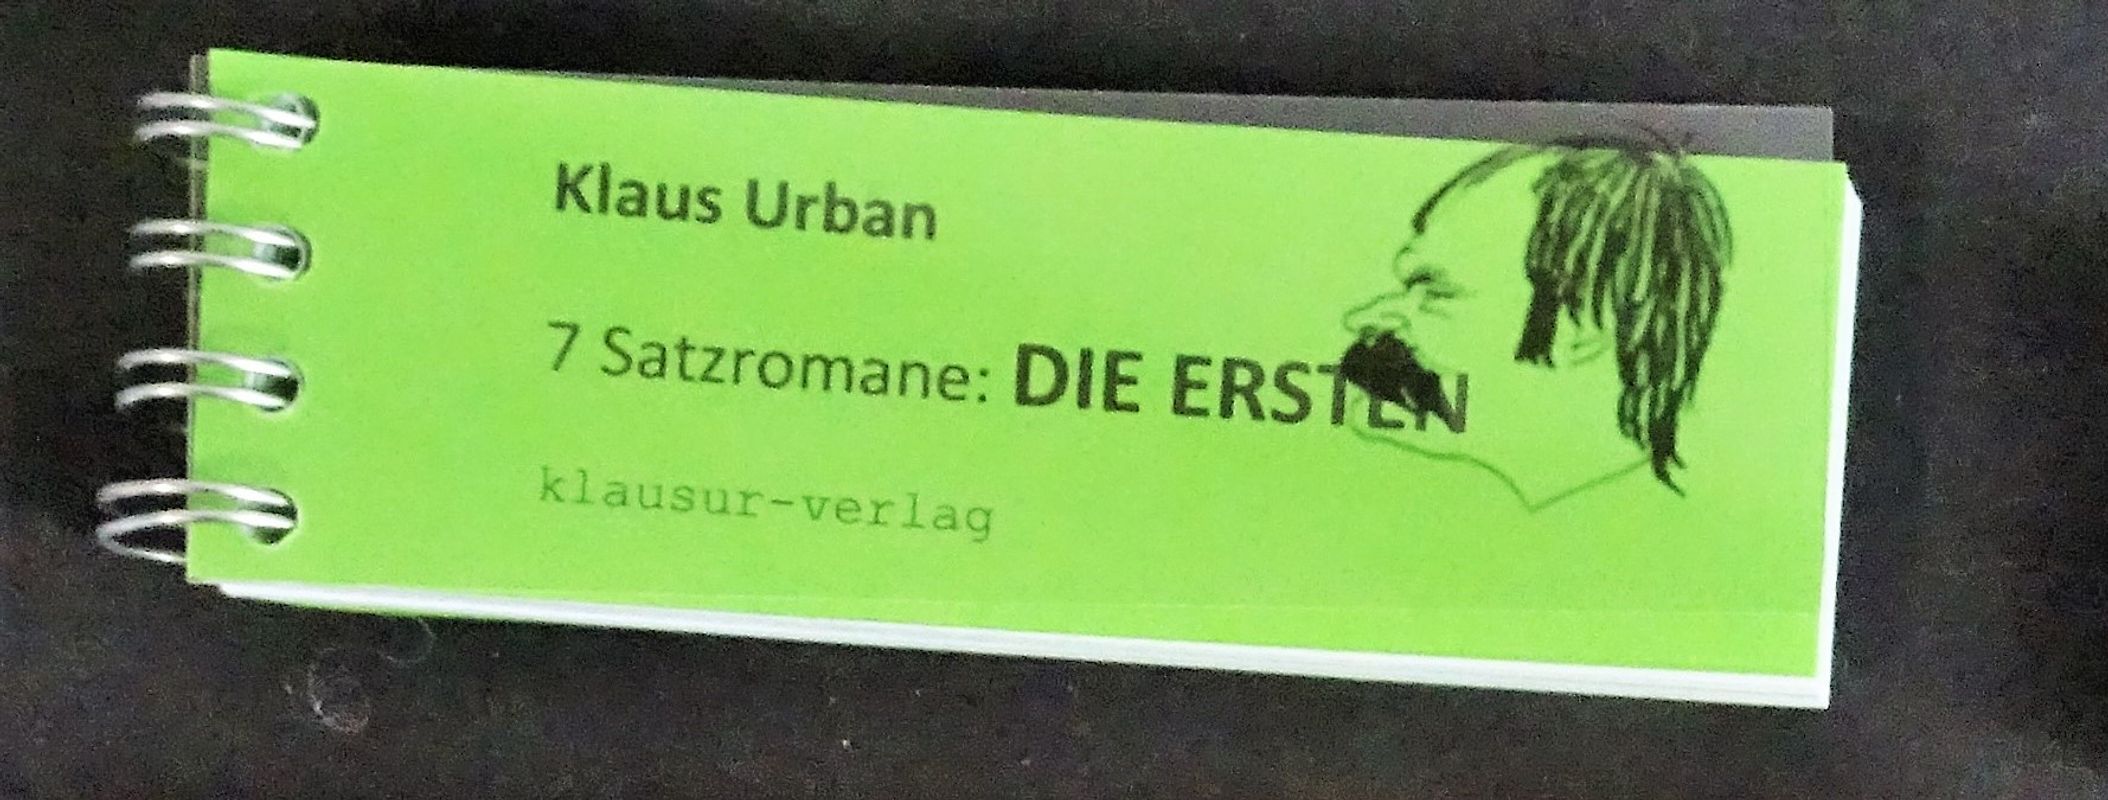 Klaus Urban
7 Satzromane: DIE ERSTEN
klausur-verlag